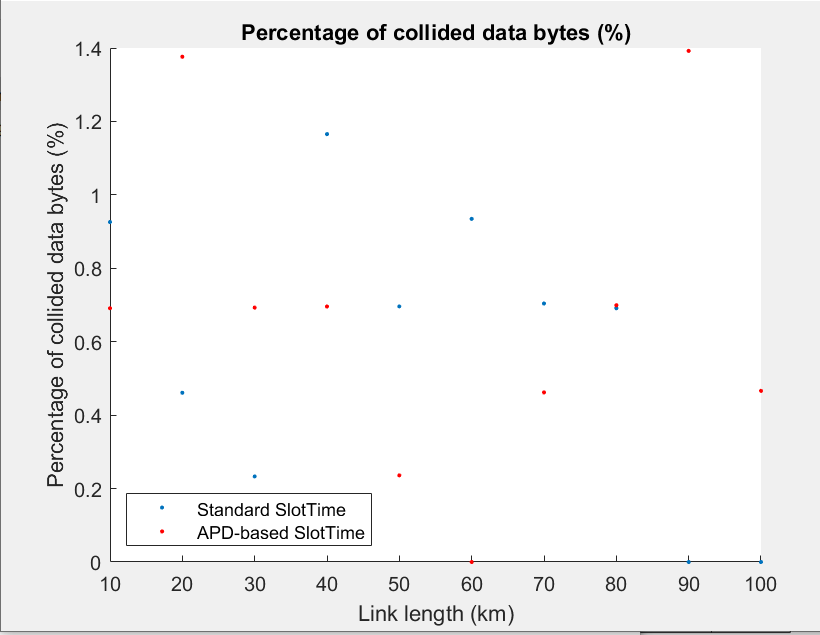 Percentage of collided data bytes (%)
1.4
1.2
1
0.8
0.6
0.4
0.2
0
Percentage of collided data bytes (%)
Standard SlotTime
APD-based SlotTime
10 20 30 40 50 60 70 80 90 100
Link length (km)